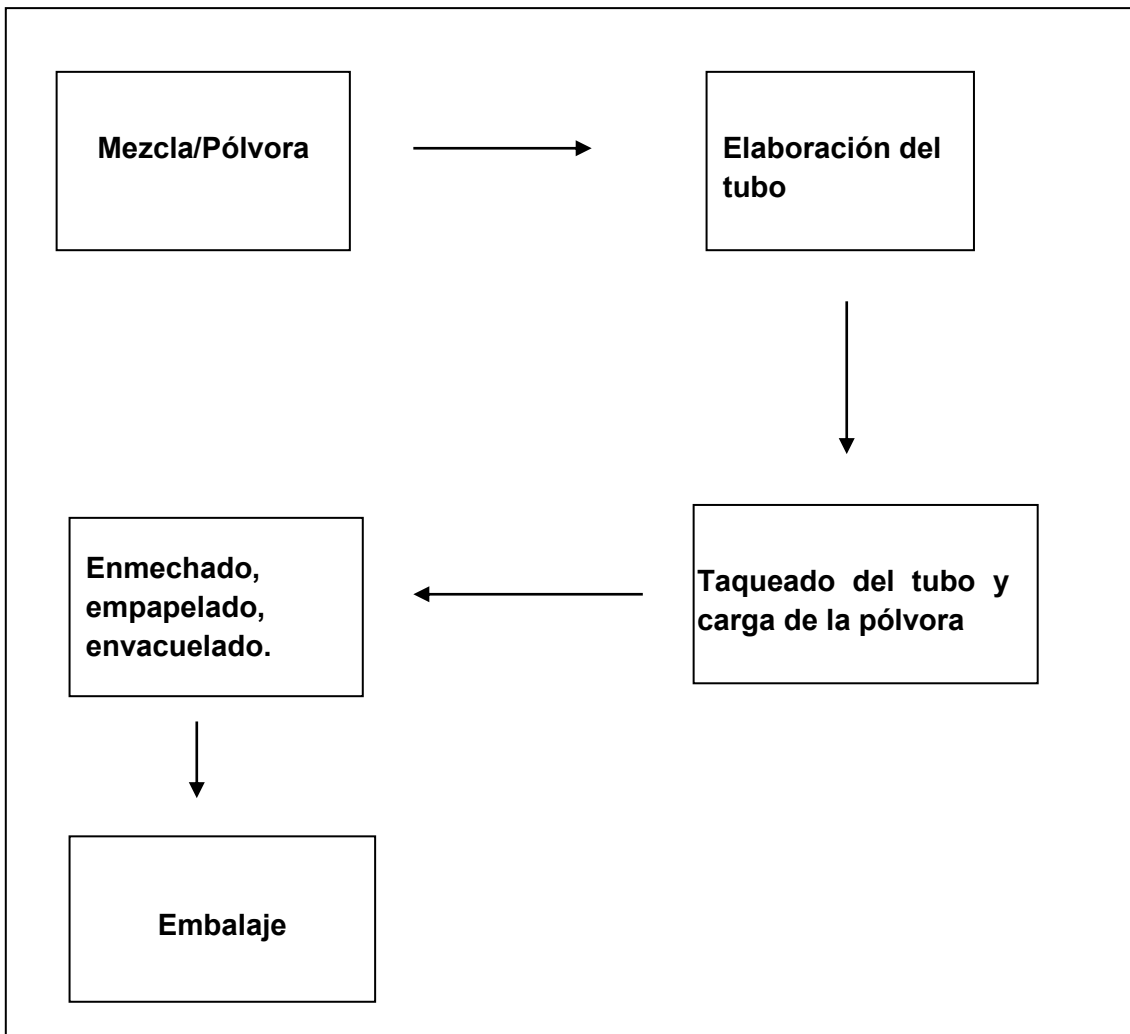 Mezcla/Pólvora
Elaboración del
tubo
Taqueado del tubo y
carga de la pólvora
Enmechado,
empapelado,
envacuelado.
Embalaje